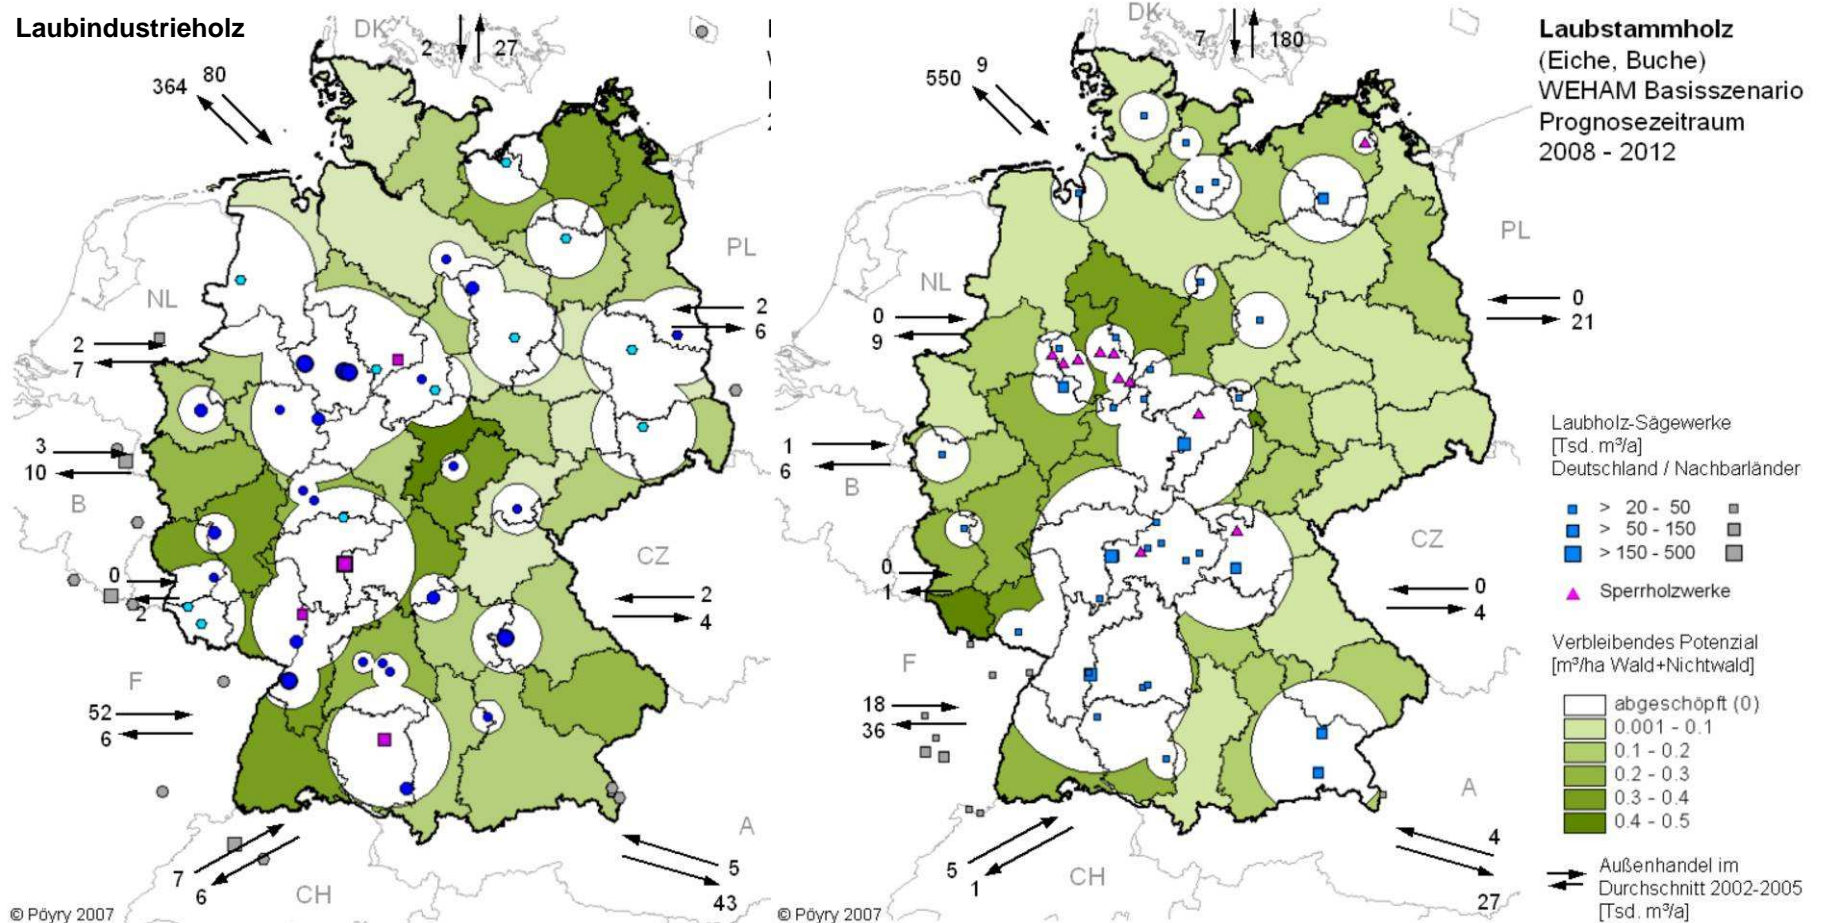 Laubindustrieholz
DK
2
27
364
80
NL
PL
2
7
2
6
3
10
B
0
2
CZ
2
4
F
52
6
7
6
CH
A
5
43
© Pöyry 2007
DK
7
180
550
9
NL
PL
0
9
0
21
1
6
B
0
1
CZ
0
4
F
18
36
5
1
CH
A
4
27
© Pöyry 2007
Laubstammholz
(Eiche, Buche)
WEHAM Basisszenario
Prognosezeitraum
2008 - 2012
Laubholz-Sägewerke
[Tsd. m³/a]
Deutschland / Nachbarländer
> 20 - 50
> 50 - 150
> 150 - 500
Sperrholzwerke
Verbleibendes Potenzial
[m³/ha Wald+Nichtwald]
abgeschöpft (0)
0.001 - 0.1
0.1 - 0.2
0.2 - 0.3
0.3 - 0.4
0.4 - 0.5
Außenhandel im
Durchschnitt 2002-2005
[Tsd. m³/a]